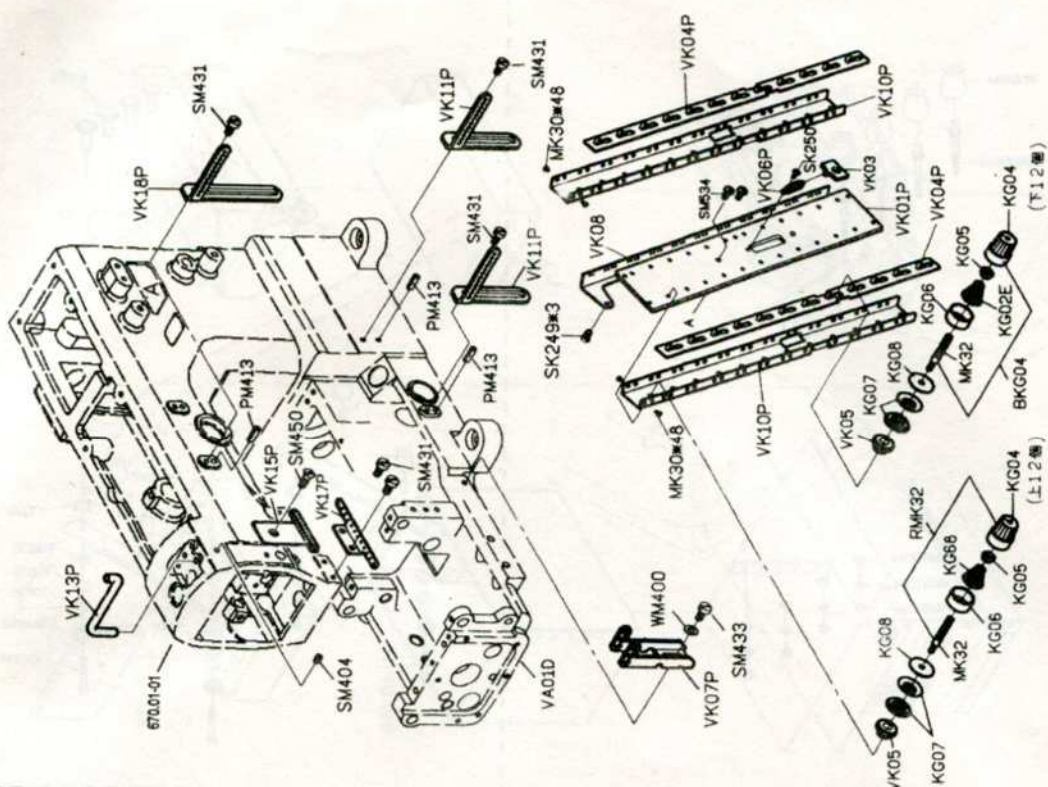 SM431
VK18P
SM431
VK11P
SM431
VK11P
PM413
PM413
PM413
VK13P
670.01-01
VK15P
SM450
VK17P
SM431
SM404
VA01D
WM400
SM433
VK07P
MK30*48
VK04P
VK10P
SK250
VK06P
VK03
SM534
VK08
VK01P
VK04P
SK249*3
A
A
MK30*48
VK10P
(下12個)
KG04
KG05
KG02E
KG06
MK32
KG08
KG07
VK05
BKG04
(上12個)
KG04
RMK32
KG68
KG05
KG06
MK32
KG08
KG07
VK05